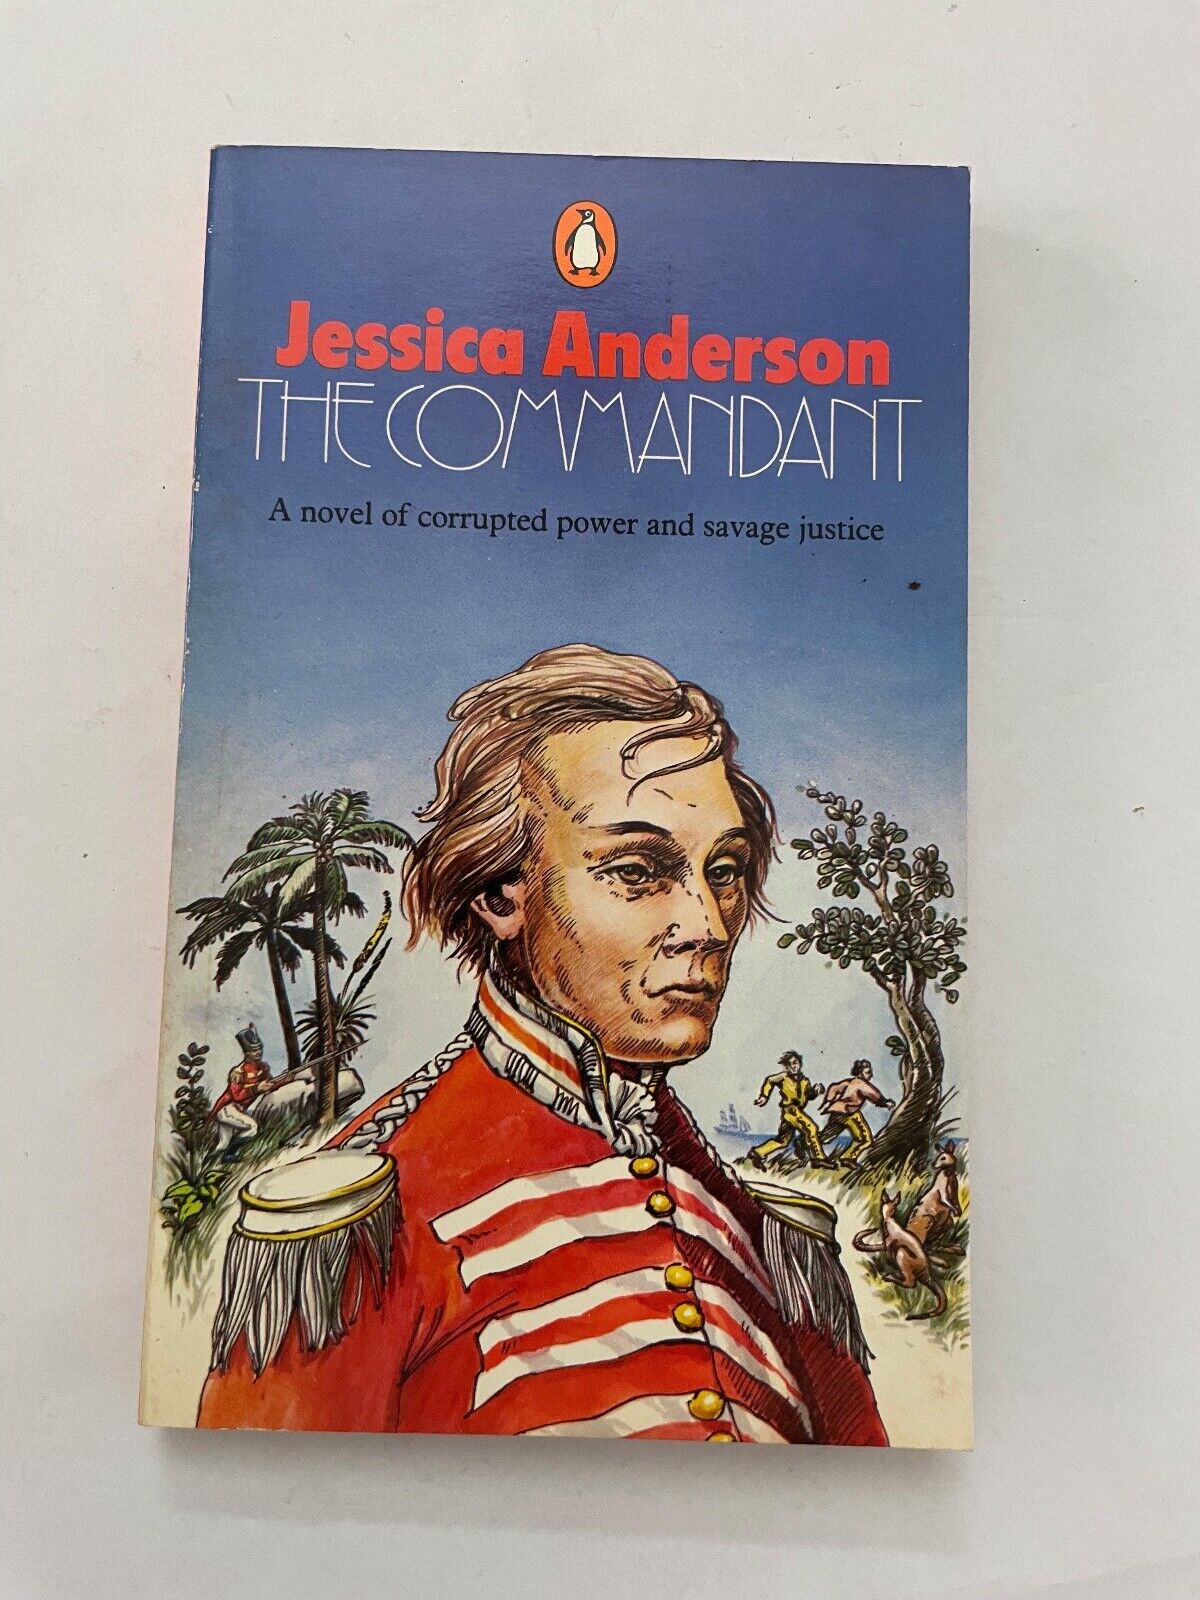 Jessica Anderson
THE COMMANDANT
A novel of corrupted power and savage justice